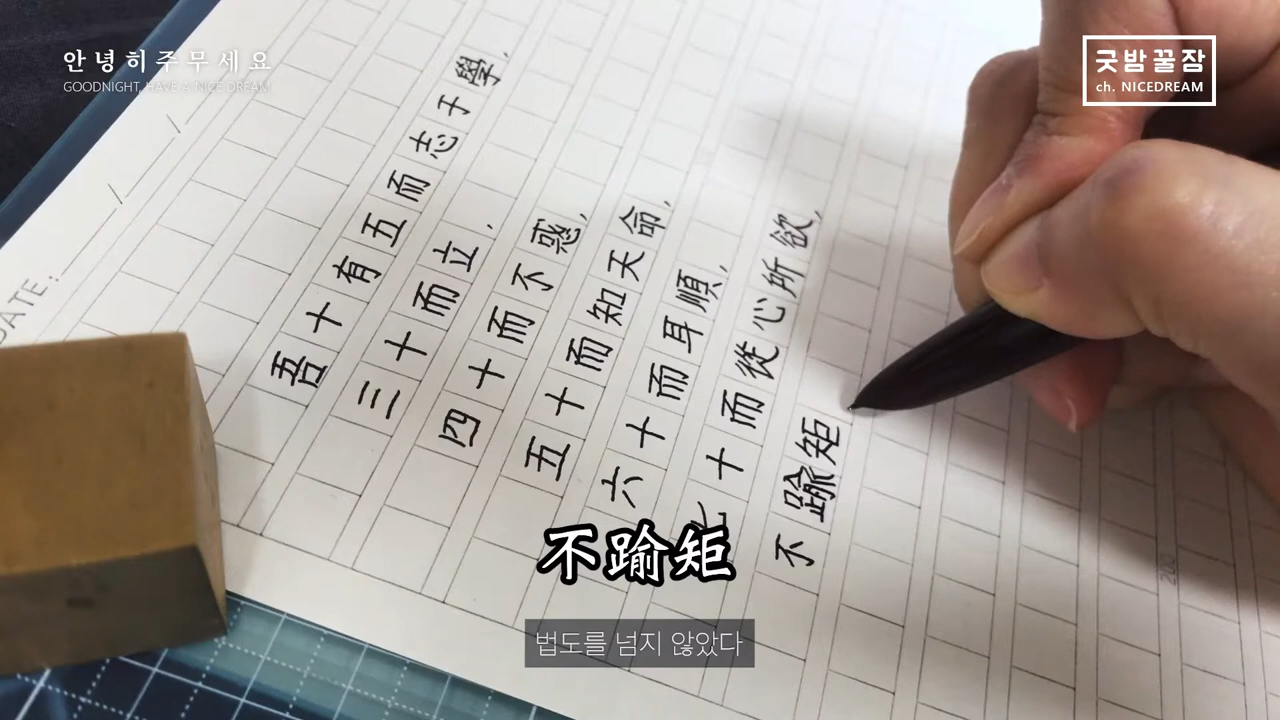 안녕히주무세요
GOODNIGHT, HAVE A NICE DREAM
굿밤꿀잠
ch. NICEDREAM
DATE:
吾十有五而志于學,
三十而立,
四十而不惑,
五十而知天命,
六十而耳順,
七十而從心所欲,
不踰矩
不踰矩
법도를 넘지 않았다
200